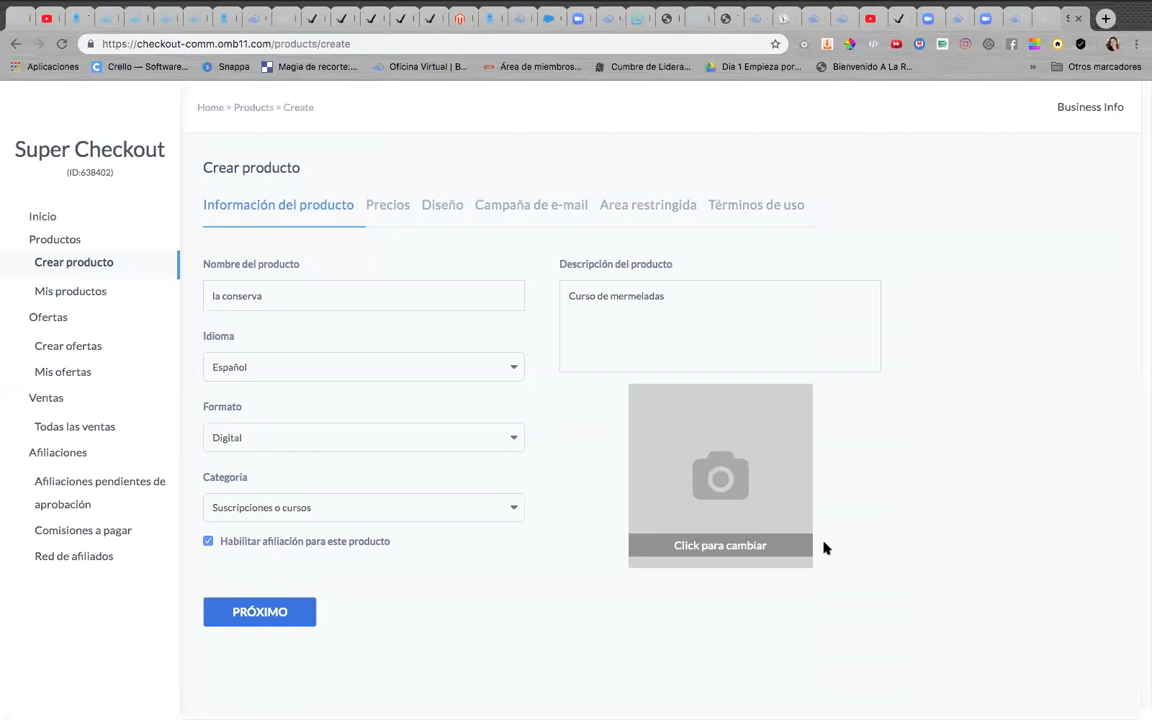 https://checkout-comm.omb11.com/products/create
Aplicaciones
Crello — Software...
Snappa
Magia de recorte:...
Oficina Virtual | B...
Área de miembros...
Cumbre de Lidera...
Dia 1 Empieza por...
Bienvenido A La R...
»
Otros marcadores
Home > Products > Create
Business Info
Super Checkout
(ID:638402)
Inicio
Productos
Crear producto
Mis productos
Ofertas
Crear ofertas
Mis ofertas
Ventas
Todas las ventas
Afiliaciones
Afiliaciones pendientes de
aprobación
Comisiones a pagar
Red de afiliados
Crear producto
Información del producto
Precios
Diseño
Campaña de e-mail
Area restringida
Términos de uso
Nombre del producto
la conserva
Idioma
Español
Formato
Digital
Categoría
Suscripciones o cursos
Habilitar afiliación para este producto
PRÓXIMO
Descripción del producto
Curso de mermeladas
Click para cambiar